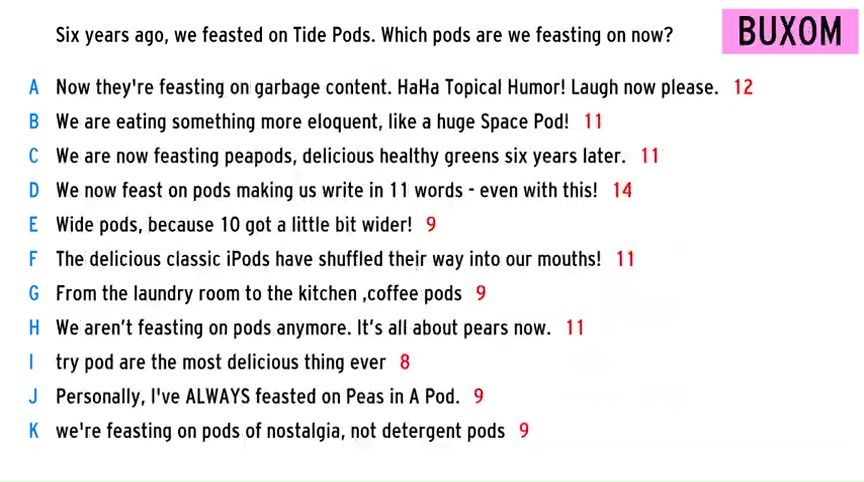 Six years ago, we feasted on Tide Pods. Which pods are we feasting on now?
BUXOM
A Now they're feasting on garbage content. HaHa Topical Humor! Laugh now please. 12
B We are eating something more eloquent, like a huge Space Pod! 11
C We are now feasting peapods, delicious healthy greens six years later. 11
D We now feast on pods making us write in 11 words - even with this! 14
E Wide pods, because 10 got a little bit wider! 9
F The delicious classic iPods have shuffled their way into our mouths! 11
G From the laundry room to the kitchen ,coffee pods 9
H We aren’t feasting on pods anymore. It’s all about pears now. 11
I try pod are the most delicious thing ever 8
J Personally, I've ALWAYS feasted on Peas in A Pod. 9
K we're feasting on pods of nostalgia, not detergent pods 9